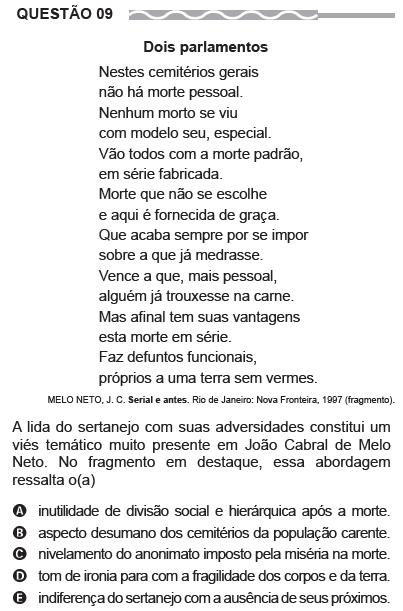 QUESTÃO 09
Dois parlamentos
Nestes cemitérios gerais
não há morte pessoal.
Nenhum morto se viu
com modelo seu, especial.
Vão todos com a morte padrão,
em série fabricada.
Morte que não se escolhe
e aqui é fornecida de graça.
Que acaba sempre por se impor
sobre a que já medrasse.
Vence a que, mais pessoal,
alguém já trouxesse na carne.
Mas afinal tem suas vantagens
esta morte em série.
Faz defuntos funcionais,
próprios a uma terra sem vermes.
MELO NETO, J. C. Serial e antes. Rio de Janeiro: Nova Fronteira, 1997 (fragmento).
A lida do sertanejo com suas adversidades constitui um
viés temático muito presente em João Cabral de Melo
Neto. No fragmento em destaque, essa abordagem
ressalta o(a)
A inutilidade de divisão social e hierárquica após a morte.
B aspecto desumano dos cemitérios da população carente.
C nivelamento do anonimato imposto pela miséria na morte.
D tom de ironia para com a fragilidade dos corpos e da terra.
E indiferença do sertanejo com a ausência de seus próximos.